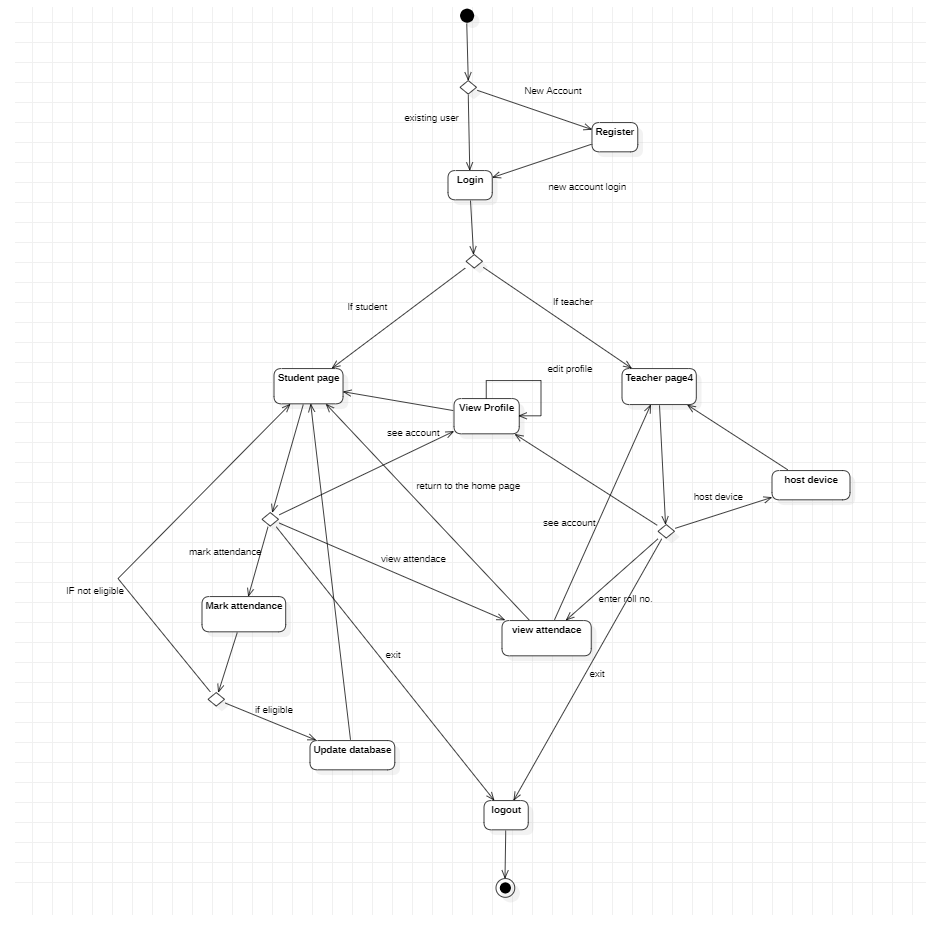 New Account
existing user
Register
Login
new account login
If student
If teacher
edit profile
Student page
Teacher page4
View Profile
see account
return to the home page
host device
host device
see account
mark attendance
view attendace
IF not eligible
enter roll no.
Mark attendance
view attendace
exit
exit
if eligible
Update database
logout